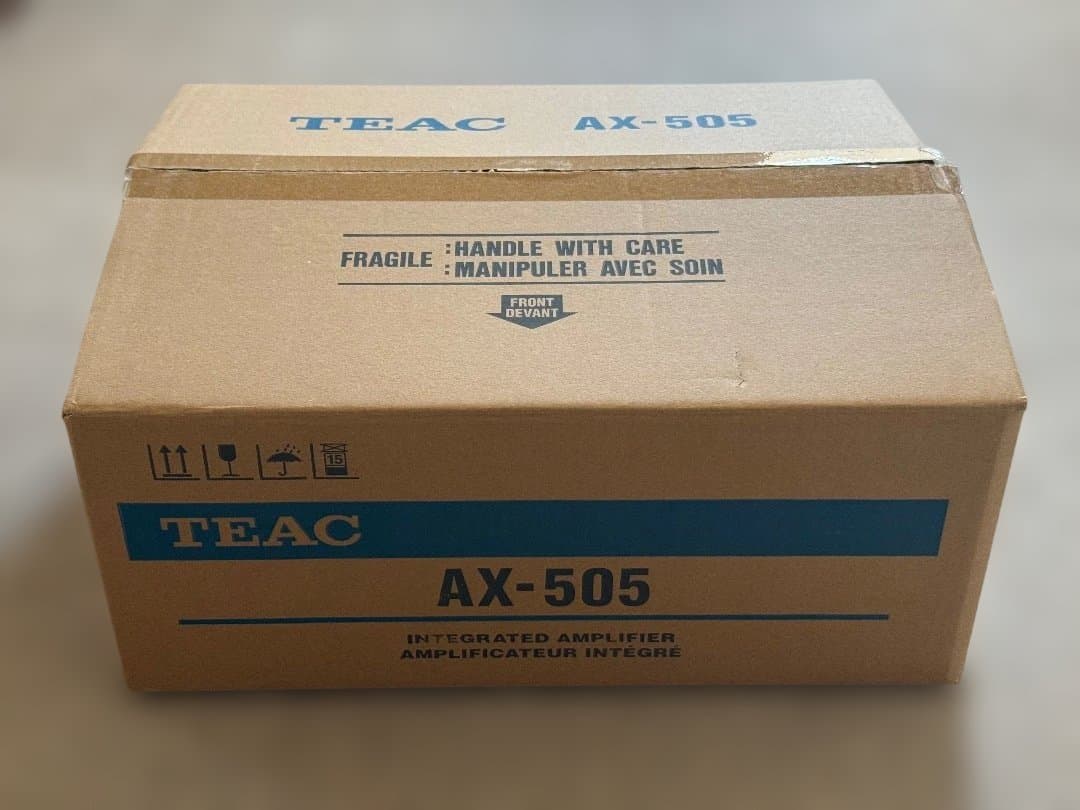 TEAC AX-505
FRAGILE :HANDLE WITH CARE
:MANIPULER AVEC SOIN
FRONT
DEVANT
15
TEAC
AX-505
INTEGRATED AMPLIFIER
AMPLIFICATEUR INTÉGRÉ